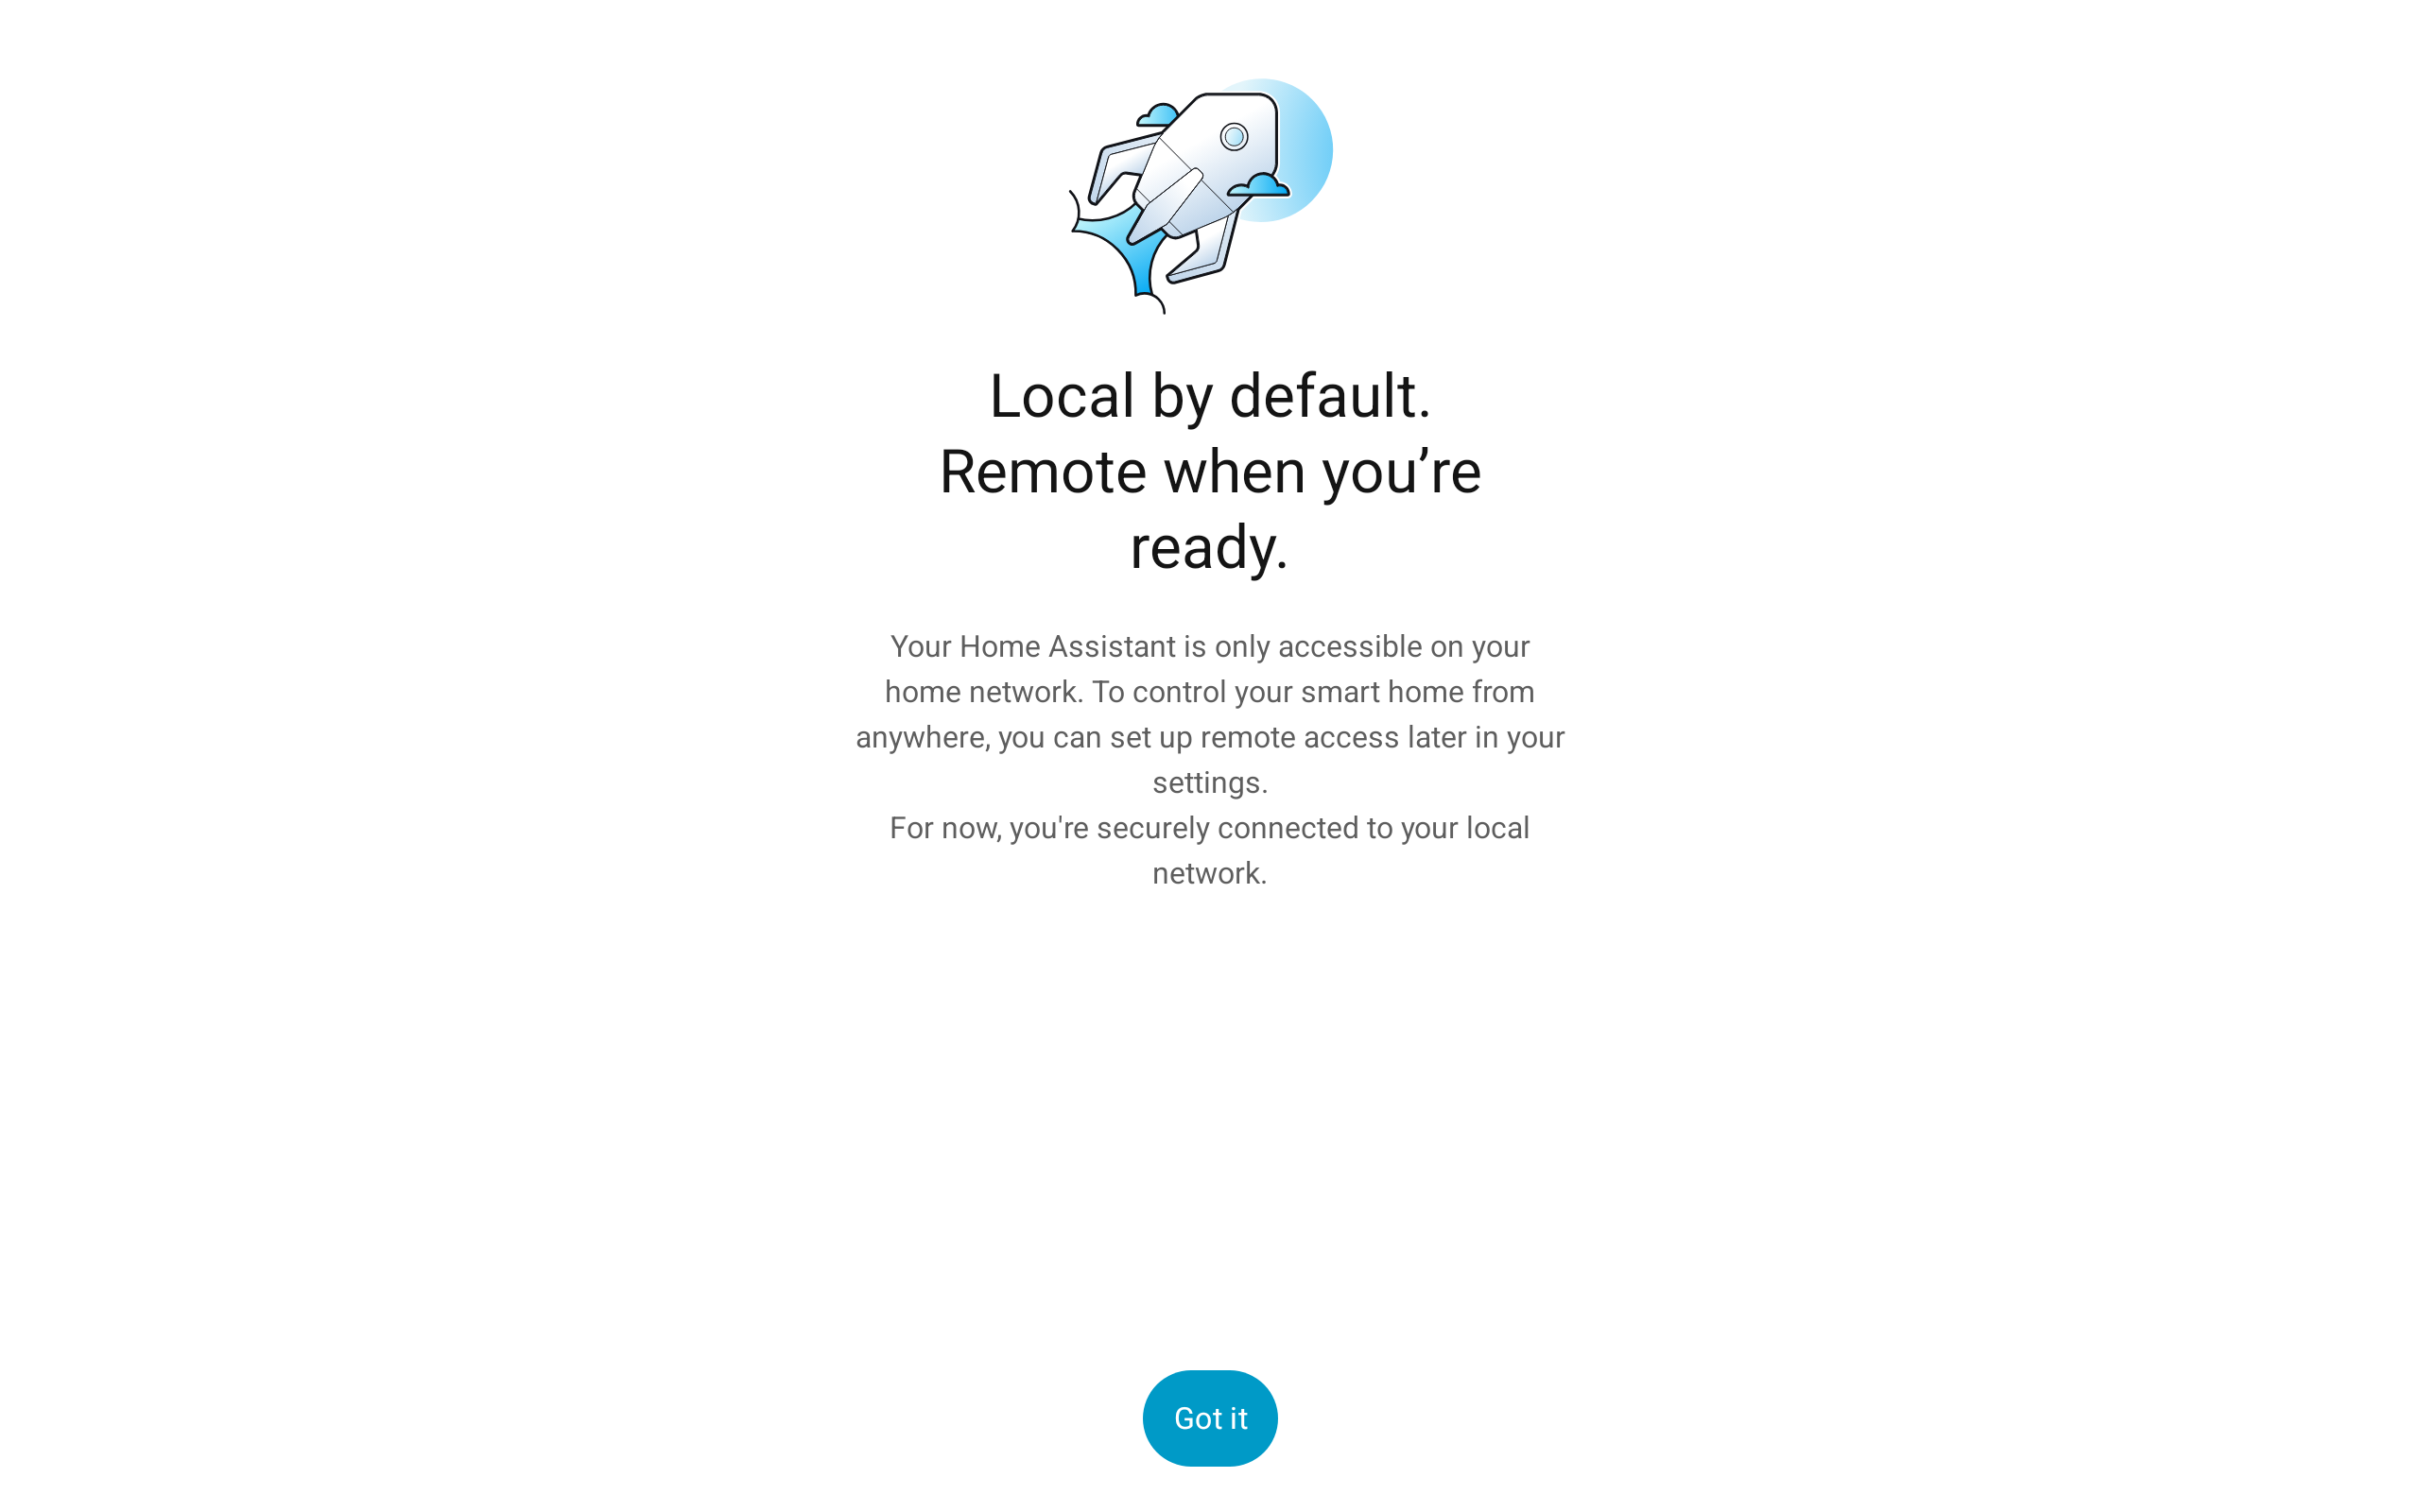 Local by default.
Remote when you’re
ready.
Your Home Assistant is only accessible on your
home network. To control your smart home from
anywhere, you can set up remote access later in your
settings.
For now, you're securely connected to your local
network.
Got it